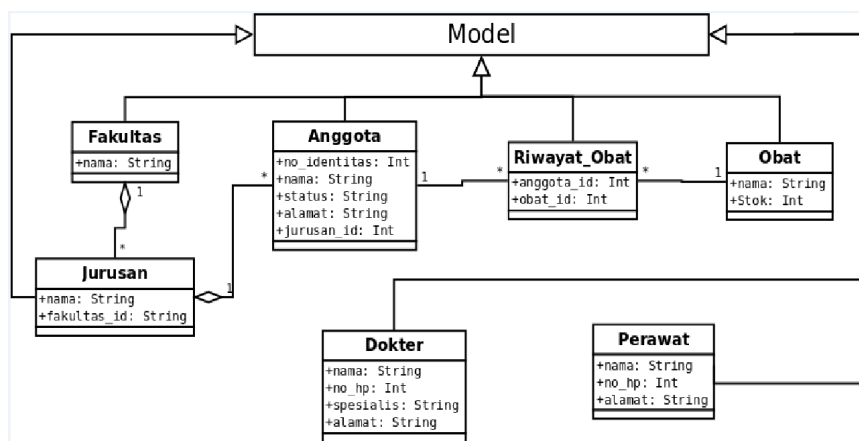 Model
Fakultas
+nama: String
1
*
Anggota
+no_identitas: Int
+nama: String
+status: String
+alamat: String
+jurusan_id: Int
*
1
Riwayat_Obat
+anggota_id: Int
+obat_id: Int
*
*
Obat
+nama: String
+Stok: Int
1
Jurusan
+nama: String
+fakultas_id: String
1
Dokter
+nama: String
+no_hp: Int
+spesialis: String
+alamat: String
Perawat
+nama: String
+no_hp: Int
+alamat: String